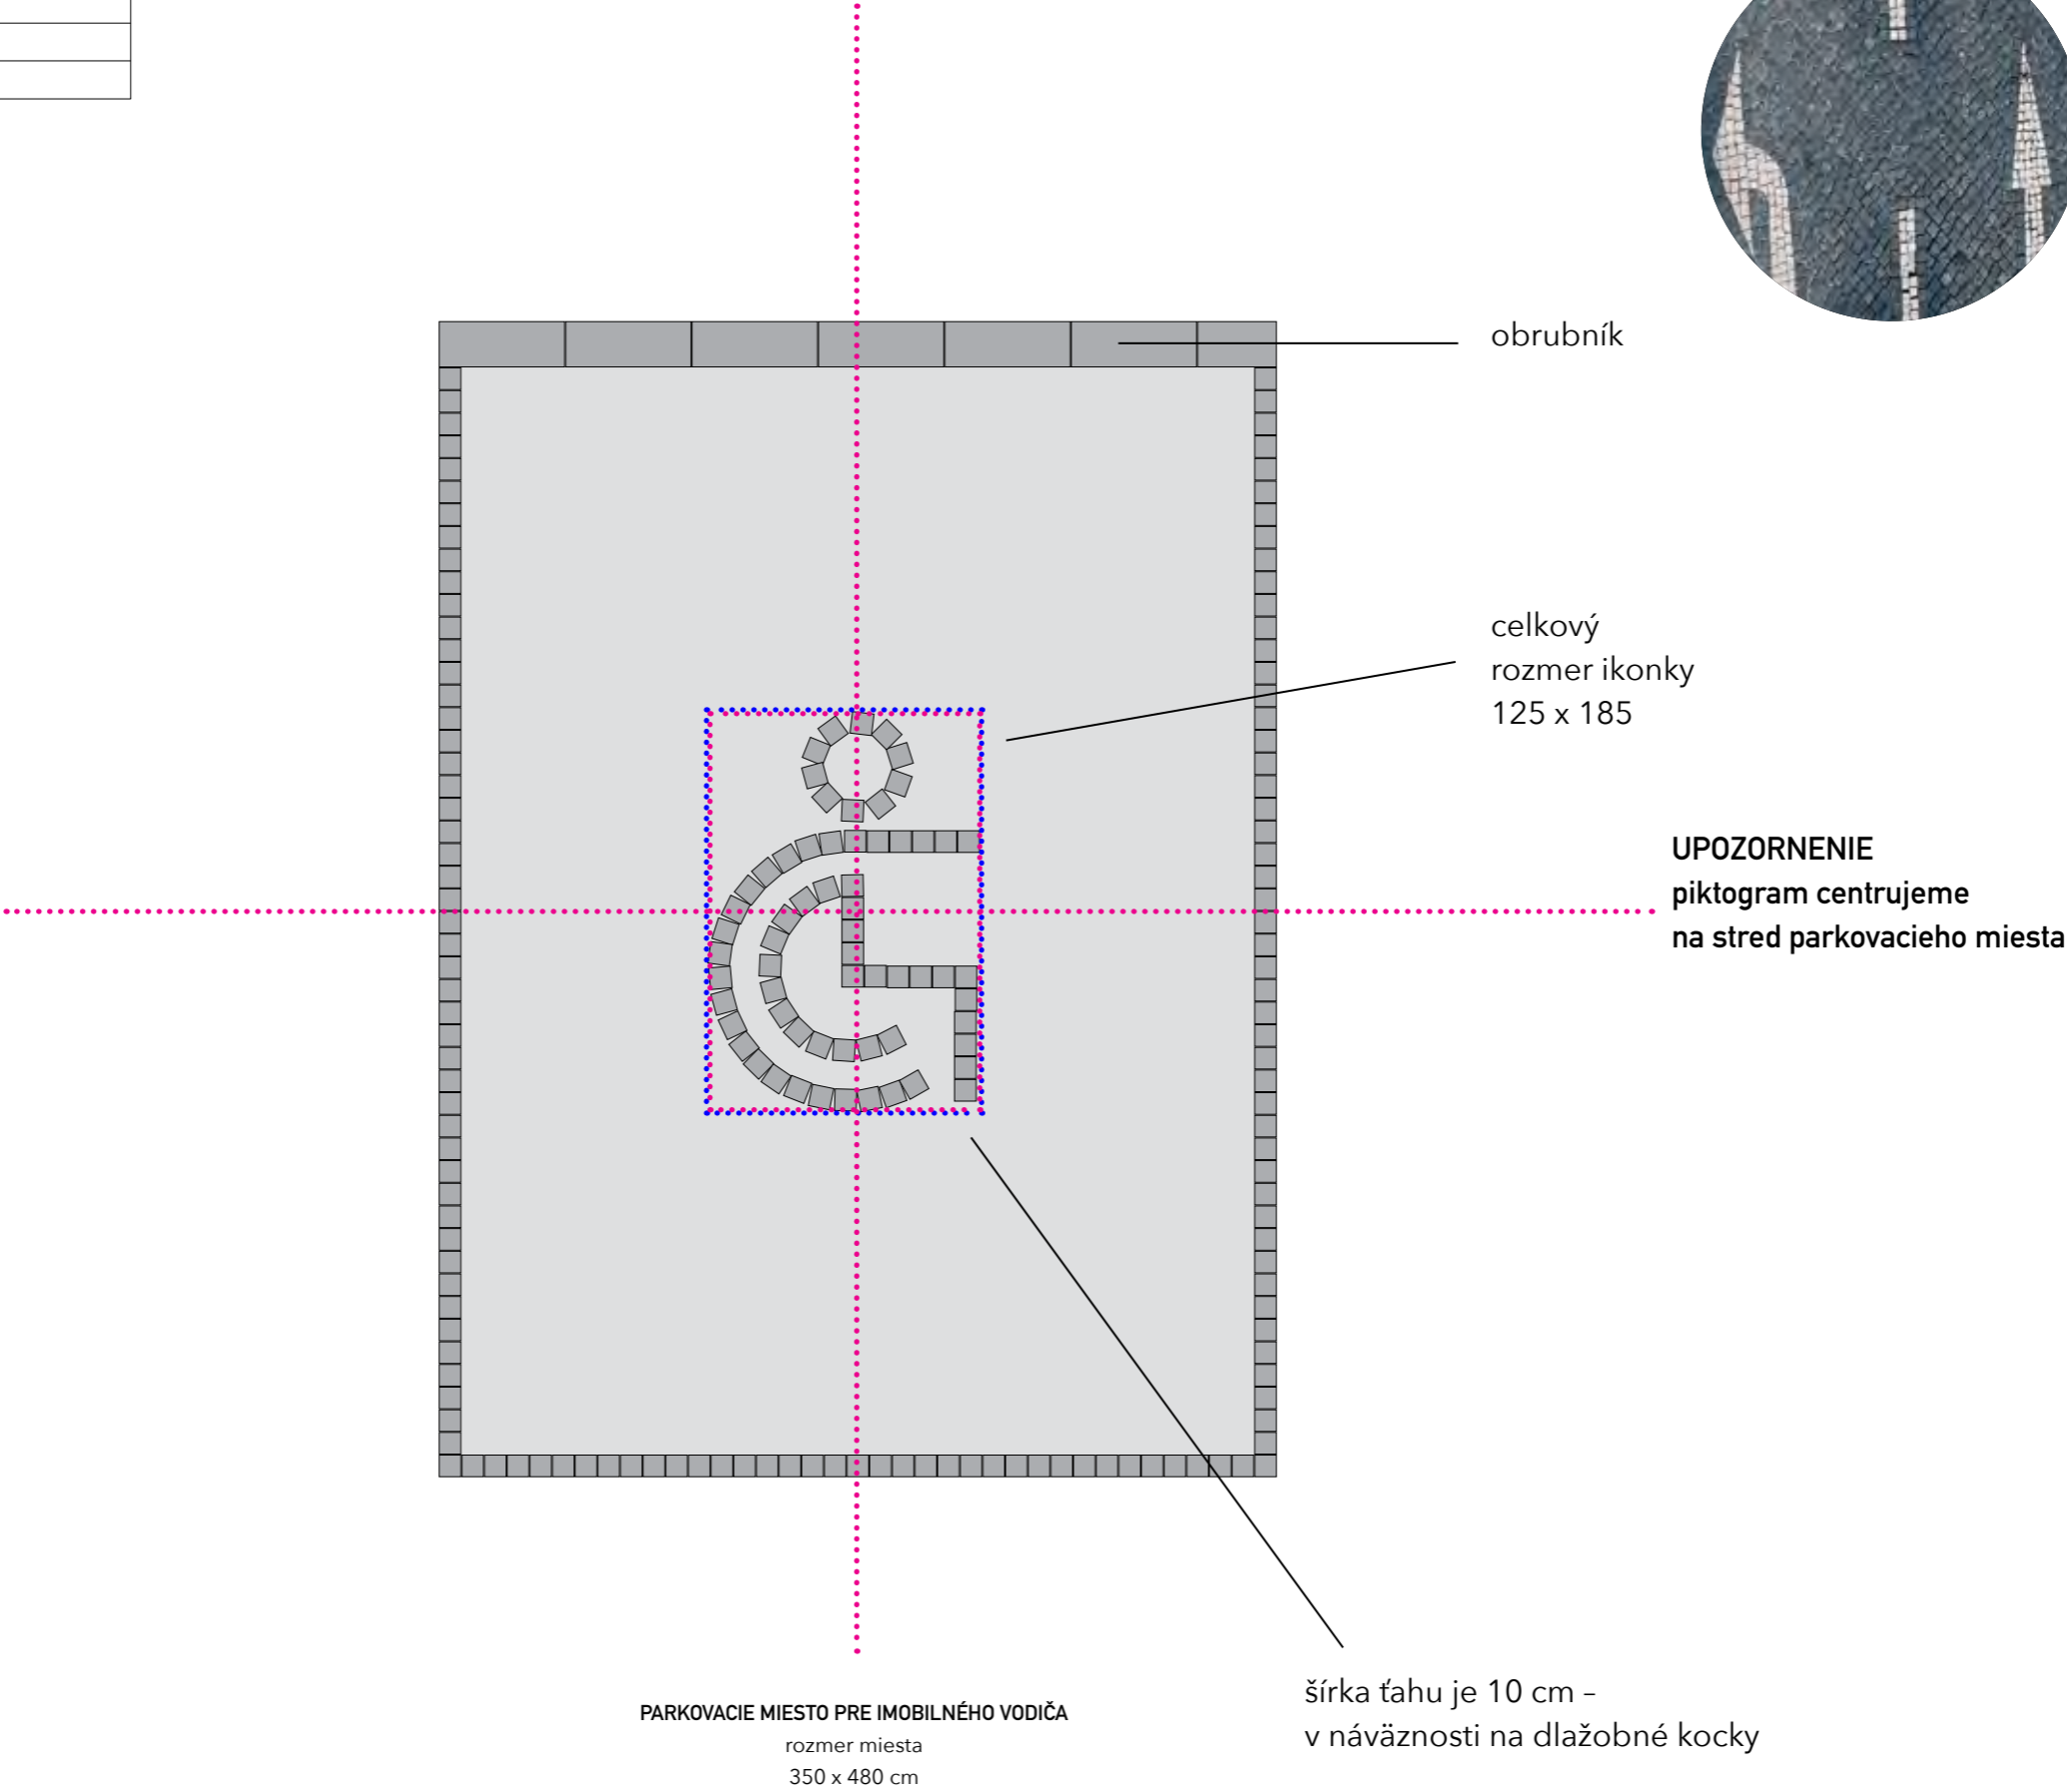 obrubník
celkový
rozmer ikonky
125 x 185
UPOZORNENIE
piktogram centrujeme
na stred parkovacieho miesta
šírka ťahu je 10 cm –
v náväznosti na dlažobné kocky
PARKOVACIE MIESTO PRE IMOBILNÉHO VODIČA
rozmer miesta
350 x 480 cm